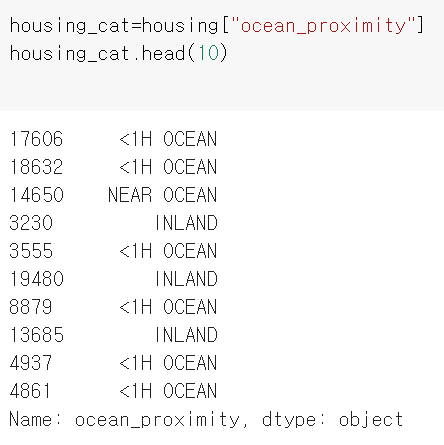 housing_cat=housing["ocean_proximity"]
housing_cat.head(10)
17606 <1H OCEAN
18632 <1H OCEAN
14650 NEAR OCEAN
3230 INLAND
3555 <1H OCEAN
19480 INLAND
8879 <1H OCEAN
13685 INLAND
4937 <1H OCEAN
4861 <1H OCEAN
Name: ocean_proximity, dtype: object